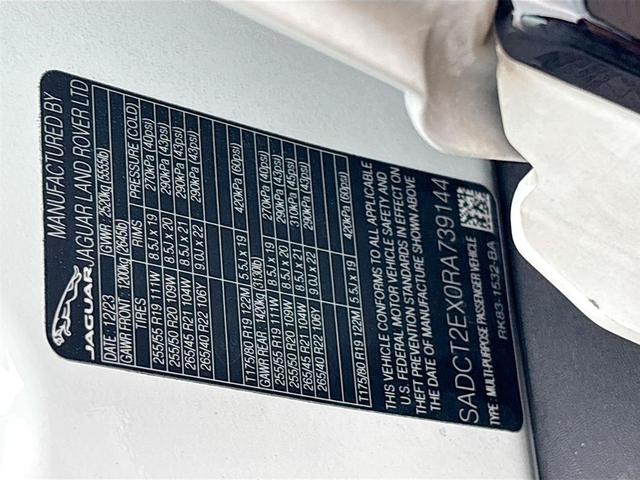 MANUFACTURED BY
JAGUAR LAND ROVER LTD
JAGUAR
DATE : 12/23 GVWR : 2520kg (5556lb)
GAWR FRONT : 1200kg (2645lb)
TIRES RIMS PRESSURE (COLD)
255/55 R19 111W 8.5J x 19 270kPa (40psi)
255/50 R20 109W 8.5J x 20 290kPa (43psi)
265/45 R21 104W 8.5J x 21 290kPa (43psi)
265/40 R22 106Y 9.0J x 22 290kPa (43psi)
T175/80 R19 122M 5.5J x 19 420kPa (60psi)
GAWR REAR : 1420kg (3130lb)
255/55 R19 111W 8.5J x 19 270kPa (40psi)
255/50 R20 109W 8.5J x 20 290kPa (43psi)
265/45 R21 104W 8.5J x 21 310kPa (45psi)
265/40 R22 106Y 9.0J x 22 290kPa (43psi)
T175/80 R19 122M 5.5J x 19 420kPa (60psi)
THIS VEHICLE CONFORMS TO ALL APPLICABLE
U.S. FEDERAL MOTOR VEHICLE SAFETY AND
THEFT PREVENTION STANDARDS IN EFFECT ON
THE DATE OF MANUFACTURE SHOWN ABOVE
SADCT2EX0RA739144
TYPE : MULTI-PURPOSE PASSENGER VEHICLE
RK83-1532-BA